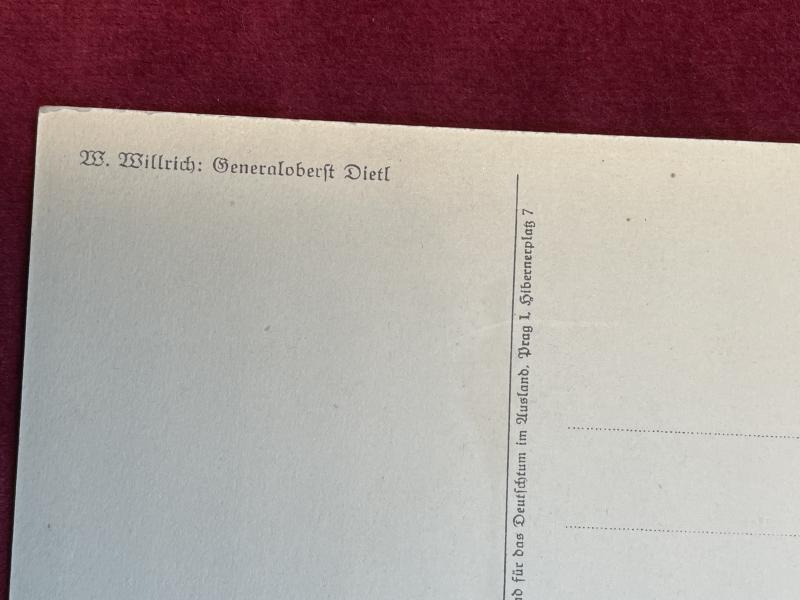 W. Willrich: Generaloberst Dietl
für das Deutschtum im Ausland. Prag I, Hibernerplatz 7